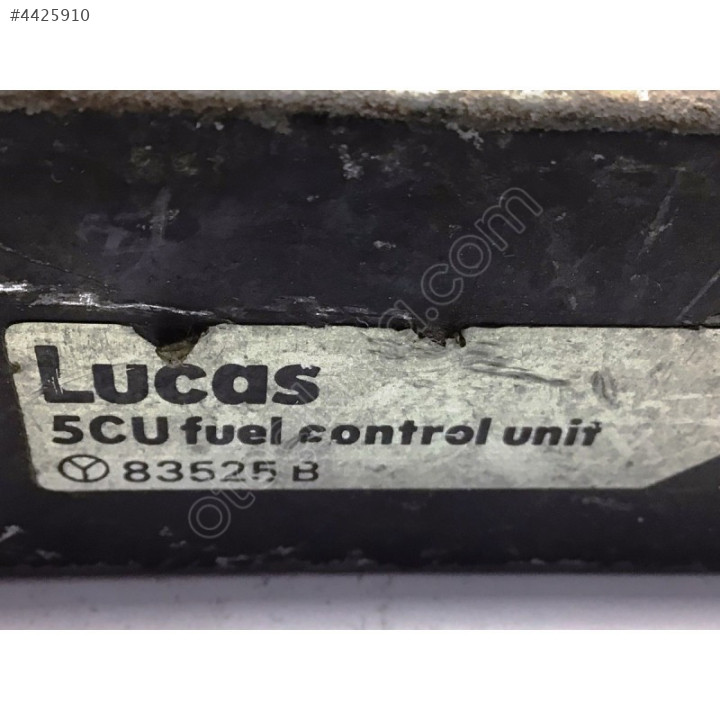 #4425910
Lucas
5CU fuel control unit
83525 B